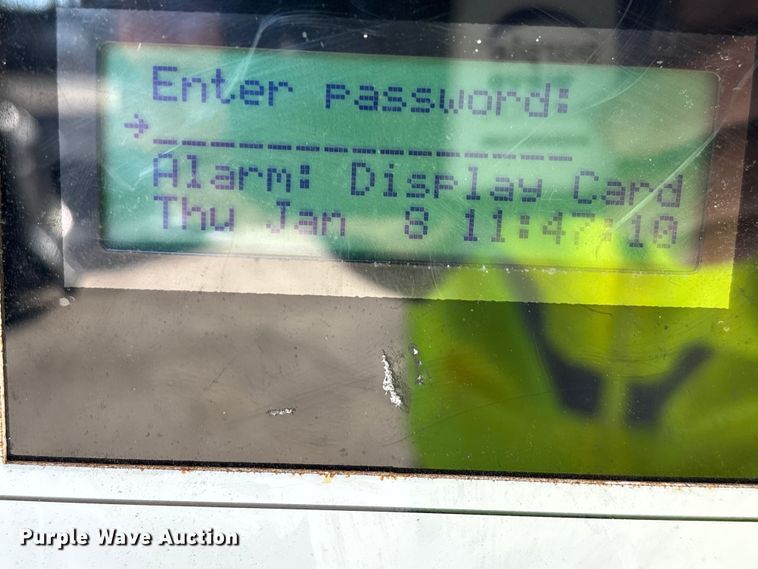 Enter password:
→_______________
Alarm: Display Card
Thu Jan 8 11:47:10
Purple Wave Auction